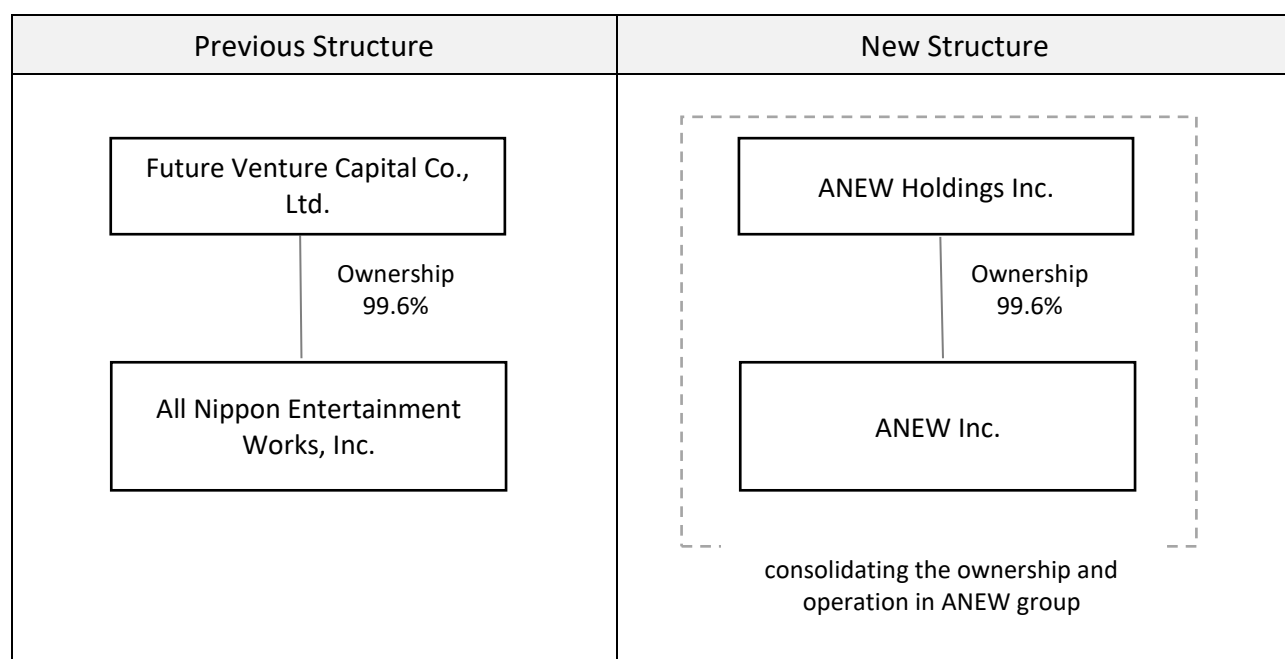 Previous Structure
New Structure
Future Venture Capital Co.,
Ltd.
Ownership
99.6%
All Nippon Entertainment
Works, Inc.
ANEW Holdings Inc.
Ownership
99.6%
ANEW Inc.
consolidating the ownership and
operation in ANEW group